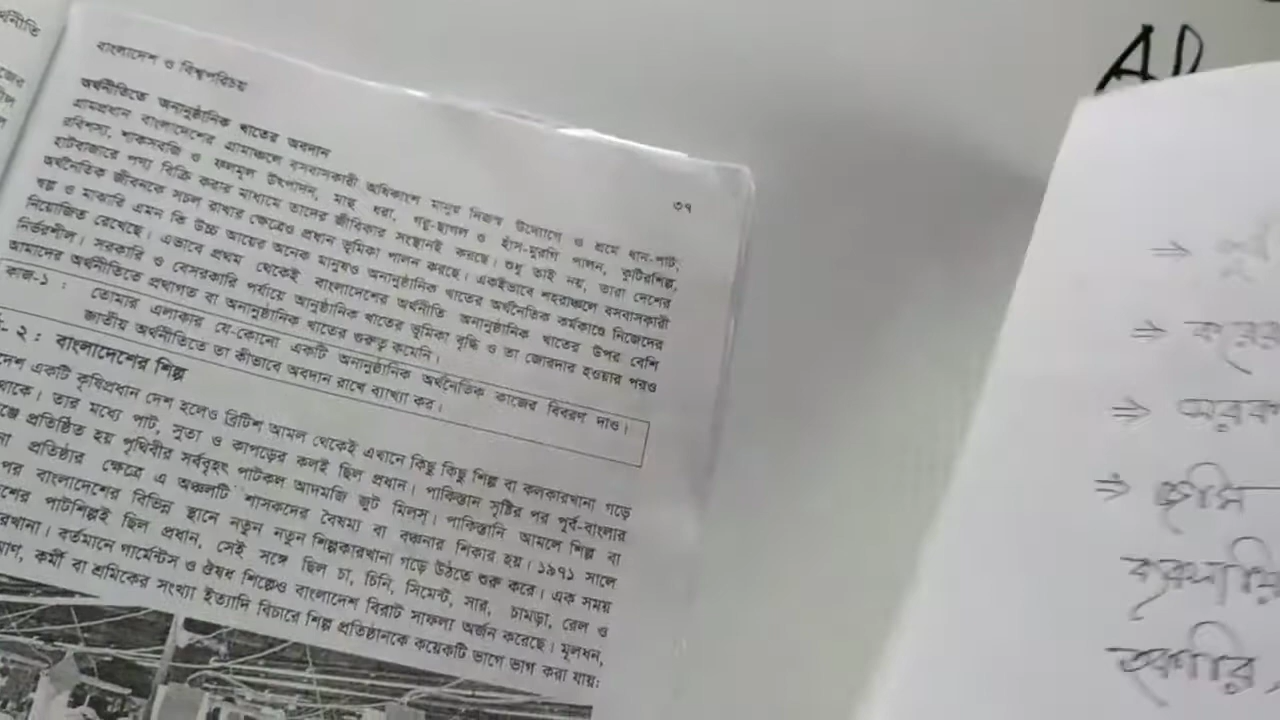 বাংলাদেশ ও বিশ্বপরিচয়
৩৭
অর্থনীতিতে অনানুষ্ঠানিক খাতের অবদান
গ্রামপ্রধান বাংলাদেশের গ্রামাঞ্চলে বসবাসকারী অধিকাংশ মানুষ নিজস্ব উদ্যোগে ও শ্রমে ধান-পাট,
রবিশস্য, শাকসবজি ও ফলমূল উৎপাদন, মাছ ধরা, গরু-ছাগল ও হাঁস-মুরগি পালন, কুটিরশিল্প,
হাটবাজারে পণ্য বিক্রি করার মাধ্যমে তাদের জীবিকার সংস্থানই করছে। শুধু তাই নয়, তারা দেশের
অর্থনৈতিক জীবনকে সচল রাখার ক্ষেত্রেও প্রধান ভূমিকা পালন করছে। একইভাবে শহরাঞ্চলে বসবাসকারী
স্বল্প ও মাঝারি এমন কি উচ্চ আয়ের অনেক মানুষও অনানুষ্ঠানিক খাতের অর্থনৈতিক কর্মকাণ্ডে নিজেদের
নিয়োজিত রেখেছে। এভাবে প্রথম থেকেই বাংলাদেশের অর্থনীতি অনানুষ্ঠানিক খাতের উপর বেশি
নির্ভরশীল। সরকারি ও বেসরকারি পর্যায়ে আনুষ্ঠানিক খাতের ভূমিকা বৃদ্ধি ও তা জোরদার হওয়ার পরও
আমাদের অর্থনীতিতে প্রথাগত বা অনানুষ্ঠানিক খাতের গুরুত্ব কমেনি।
কাজ-১ : তোমার এলাকার যে-কোনো একটি অনানুষ্ঠানিক অর্থনৈতিক কাজের বিবরণ দাও।
জাতীয় অর্থনীতিতে তা কীভাবে অবদান রাখে ব্যাখ্যা কর।
২ : বাংলাদেশের শিল্প
একটি কৃষিপ্রধান দেশ হলেও ব্রিটিশ আমল থেকেই এখানে কিছু কিছু শিল্প বা কলকারখানা গড়ে
থাকে। তার মধ্যে পাট, সুতা ও কাপড়ের কলই ছিল প্রধান। পাকিস্তান সৃষ্টির পর পূর্ব-বাংলার
প্রতিষ্ঠিত হয় পৃথিবীর সর্ববৃহৎ পাটকল আদমজি জুট মিলস্। পাকিস্তানি আমলে শিল্প বা
প্রতিষ্ঠার ক্ষেত্রে এ অঞ্চলটি শাসকদের বৈষম্য বা বঞ্চনার শিকার হয়। ১৯৭১ সালে
পর বাংলাদেশের বিভিন্ন স্থানে নতুন নতুন শিল্পকারখানা গড়ে উঠতে শুরু করে। এক সময়
পাটশিল্পই ছিল প্রধান, সেই সঙ্গে ছিল চা, চিনি, সিমেন্ট, সার, চামড়া, রেল ও
বর্তমানে গার্মেন্টস ও ঔষধ শিল্পেও বাংলাদেশ বিরাট সাফল্য অর্জন করেছে। মূলধন,
কর্মী বা শ্রমিকের সংখ্যা ইত্যাদি বিচারে শিল্প প্রতিষ্ঠানকে কয়েকটি ভাগে ভাগ করা যায়: